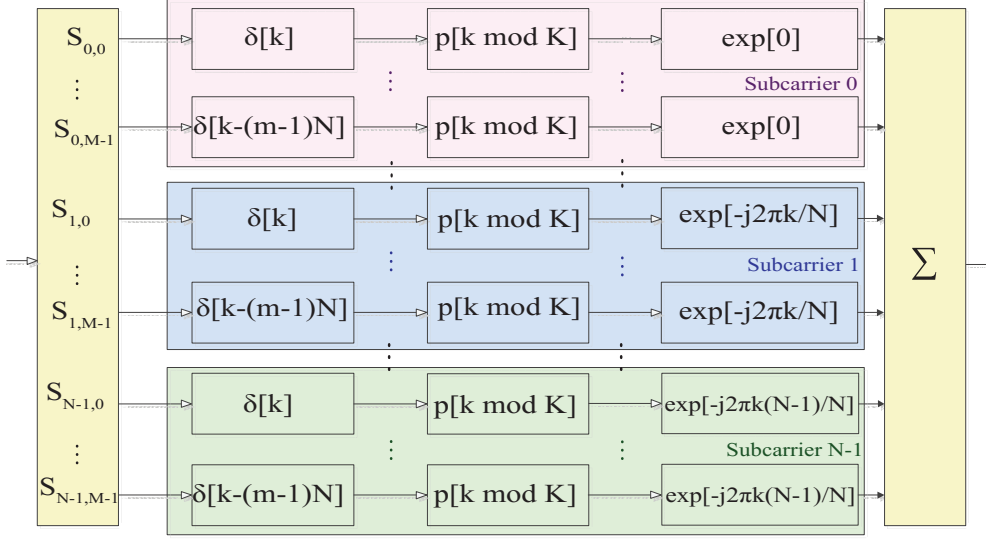 S0,0 δ[k] p[k mod K] exp[0]
⋮ ⋮ ⋮ Subcarrier 0
S0,M-1 δ[k-(m-1)N] p[k mod K] exp[0]
S1,0 δ[k] p[k mod K] exp[-j2πk/N]
⋮ ⋮ ⋮ Subcarrier 1 Σ
S1,M-1 δ[k-(m-1)N] p[k mod K] exp[-j2πk/N]
SN-1,0 δ[k] p[k mod K] exp[-j2πk(N-1)/N]
⋮ ⋮ ⋮ Subcarrier N-1
SN-1,M-1 δ[k-(m-1)N] p[k mod K] exp[-j2πk(N-1)/N]